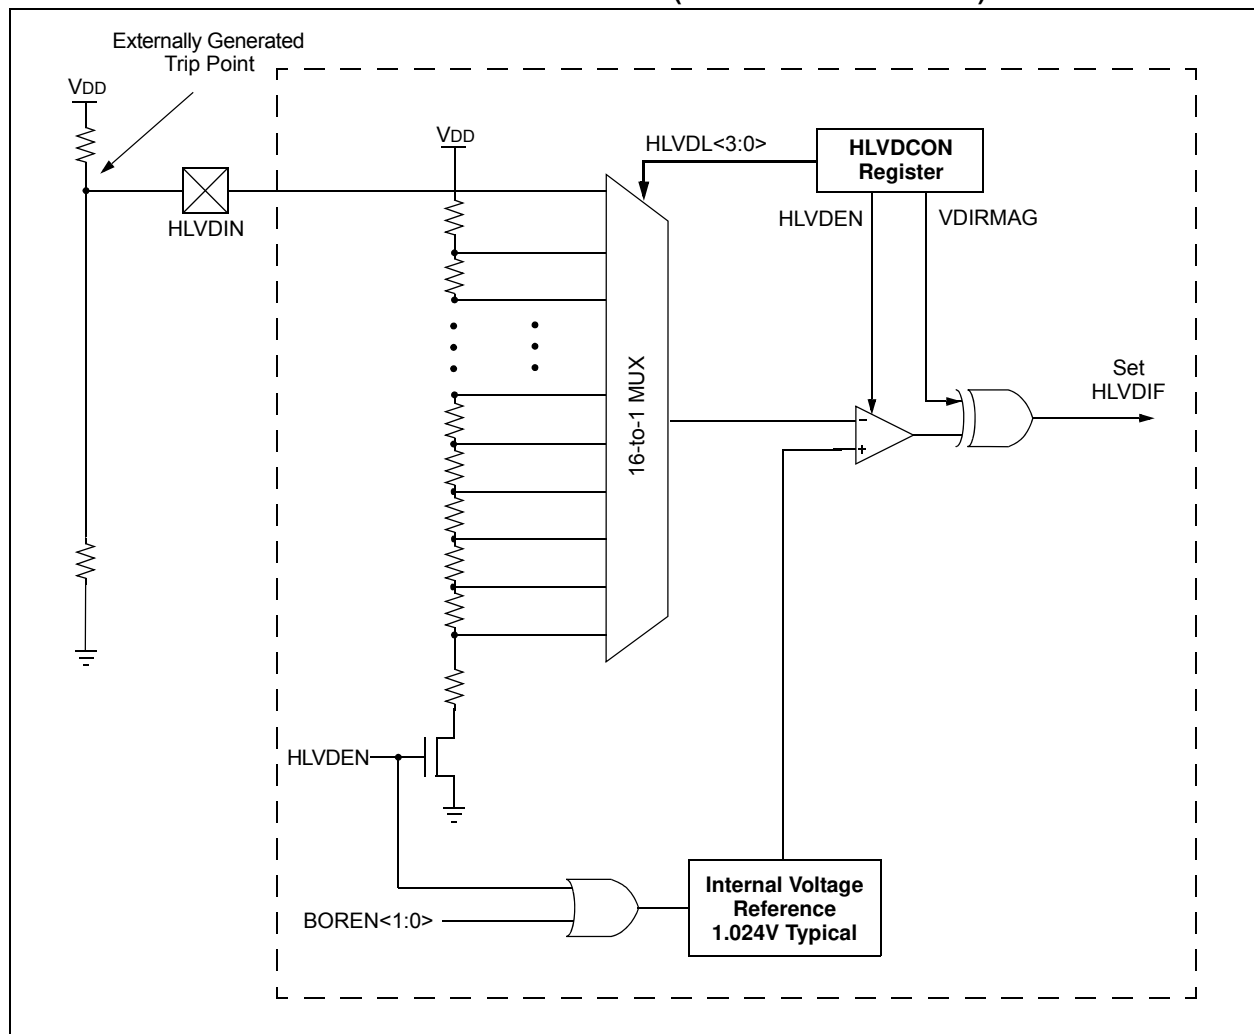 Externally Generated
Trip Point
VDD
VDD
HLVDIN
HLVDL<3:0>
HLVDCON
Register
HLVDEN
VDIRMAG
16-to-1 MUX
–
+
Set
HLVDIF
HLVDEN
BOREN<1:0>
Internal Voltage
Reference
1.024V Typical